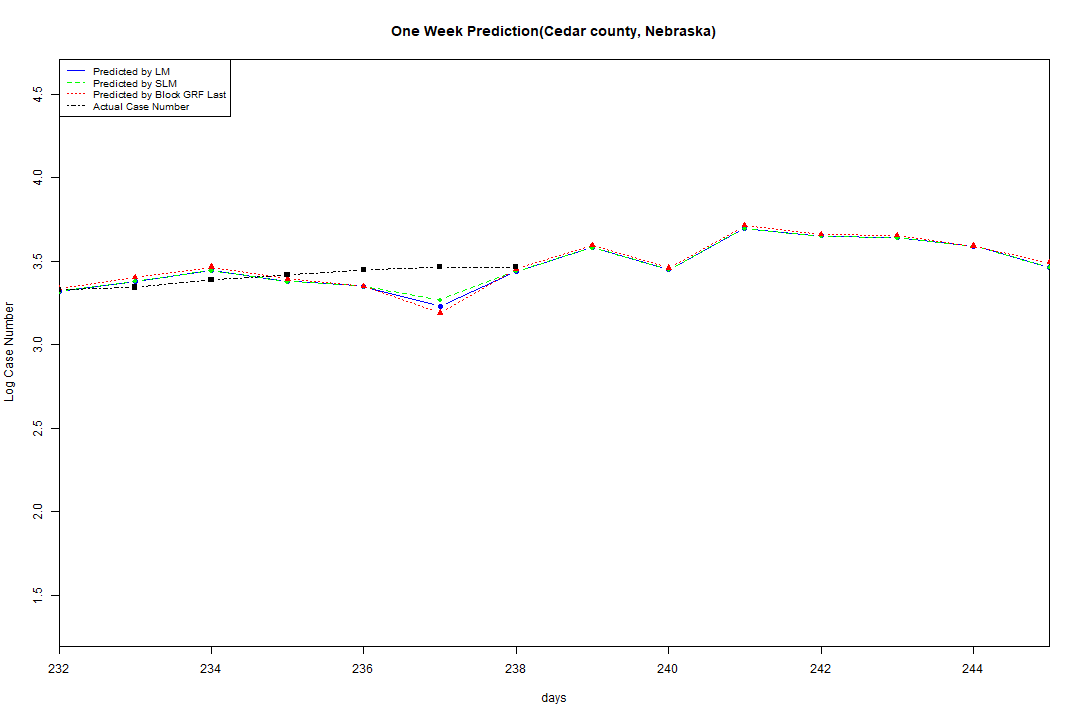 One Week Prediction(Cedar county, Nebraska)
Predicted by LM
Predicted by SLM
Predicted by Block GRF Last
Actual Case Number
Log Case Number
4.5
4.0
3.5
3.0
2.5
2.0
1.5
232 234 236 238 240 242 244
days